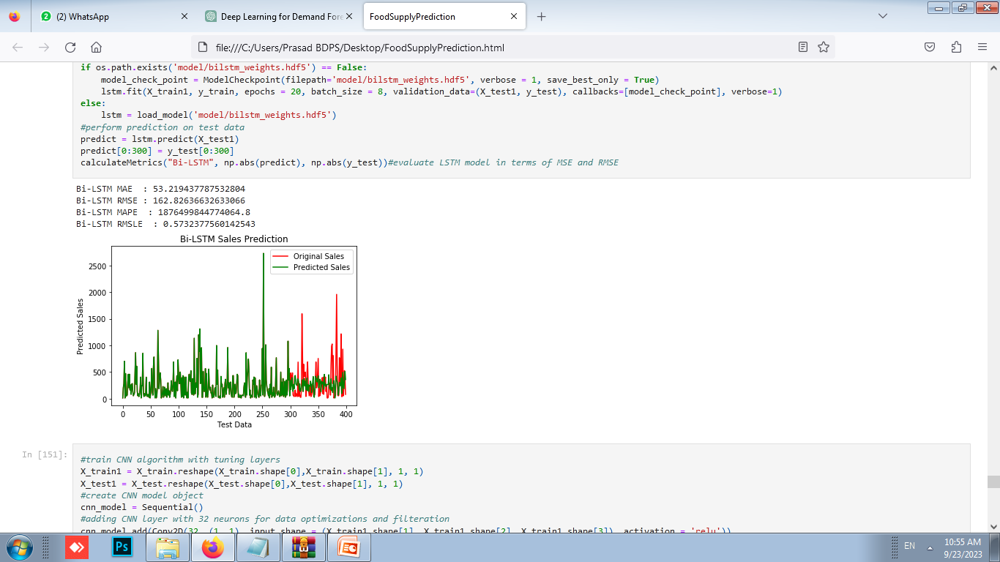 (2) WhatsApp
Deep Learning for Demand Fore
FoodSupplyPrediction
file:///C:/Users/Prasad BDPS/Desktop/FoodSupplyPrediction.html
if os.path.exists('model/bilstm_weights.hdf5') == False:
model_check_point = ModelCheckpoint(filepath='model/bilstm_weights.hdf5', verbose = 1, save_best_only = True)
lstm.fit(X_train1, y_train, epochs = 20, batch_size = 8, validation_data=(X_test1, y_test), callbacks=[model_check_point], verbose=1)
else:
lstm = load_model('model/bilstm_weights.hdf5')
#perform prediction on test data
predict = lstm.predict(X_test1)
predict[0:300] = y_test[0:300]
calculateMetrics("Bi-LSTM", np.abs(predict), np.abs(y_test))#evaluate LSTM model in terms of MSE and RMSE
Bi-LSTM MAE  : 53.219437787532804
Bi-LSTM RMSE : 162.82636632633066
Bi-LSTM MAPE  : 1876499844774064.8
Bi-LSTM RMSLE  : 0.5732377560142543
Bi-LSTM Sales Prediction
Original Sales
Predicted Sales
2500
2000
1500
1000
500
0
Predicted Sales
0 50 100 150 200 250 300 350 400
Test Data
In [151]:
#train CNN algorithm with tuning layers
X_train1 = X_train.reshape(X_train.shape[0],X_train.shape[1], 1, 1)
X_test1 = X_test.reshape(X_test.shape[0],X_test.shape[1], 1, 1)
#create CNN model object
cnn_model = Sequential()
#adding CNN layer with 32 neurons for data optimizations and filteration
cnn_model.add(Conv2D(32, (1, 1), input_shape = (X_train1.shape[1], X_train1.shape[2], X_train1.shape[3]), activation = 'relu'))
Ps
EN
10:55 AM
9/23/2023